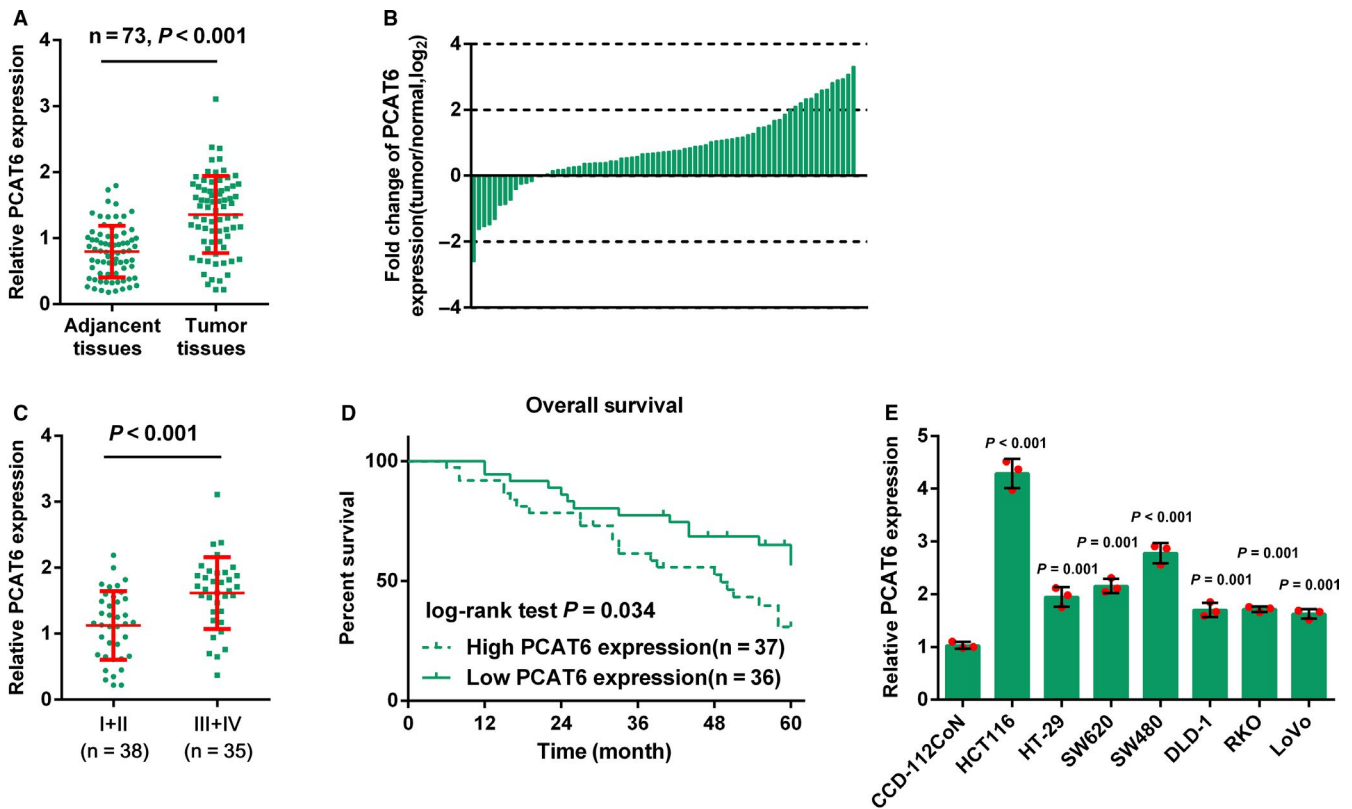 A
n = 73, P < 0.001
Relative PCAT6 expression
4
3
2
1
0
Adjancent
tissues
Tumor
tissues
B
Fold change of PCAT6
expression(tumor/normal,log2)
4
2
0
−2
−4
C
P < 0.001
Relative PCAT6 expression
4
3
2
1
0
I+II
(n = 38)
III+IV
(n = 35)
D
Overall survival
Percent survival
100
50
0
log-rank test P = 0.034
High PCAT6 expression(n = 37)
Low PCAT6 expression(n = 36)
0 12 24 36 48 60
Time (month)
E
Relative PCAT6 expression
5
4
3
2
1
0
P < 0.001
P = 0.001
P = 0.001
P < 0.001
P = 0.001
P = 0.001
P = 0.001
CCD-112CoN
HCT116
HT-29
SW620
SW480
DLD-1
RKO
LoVo